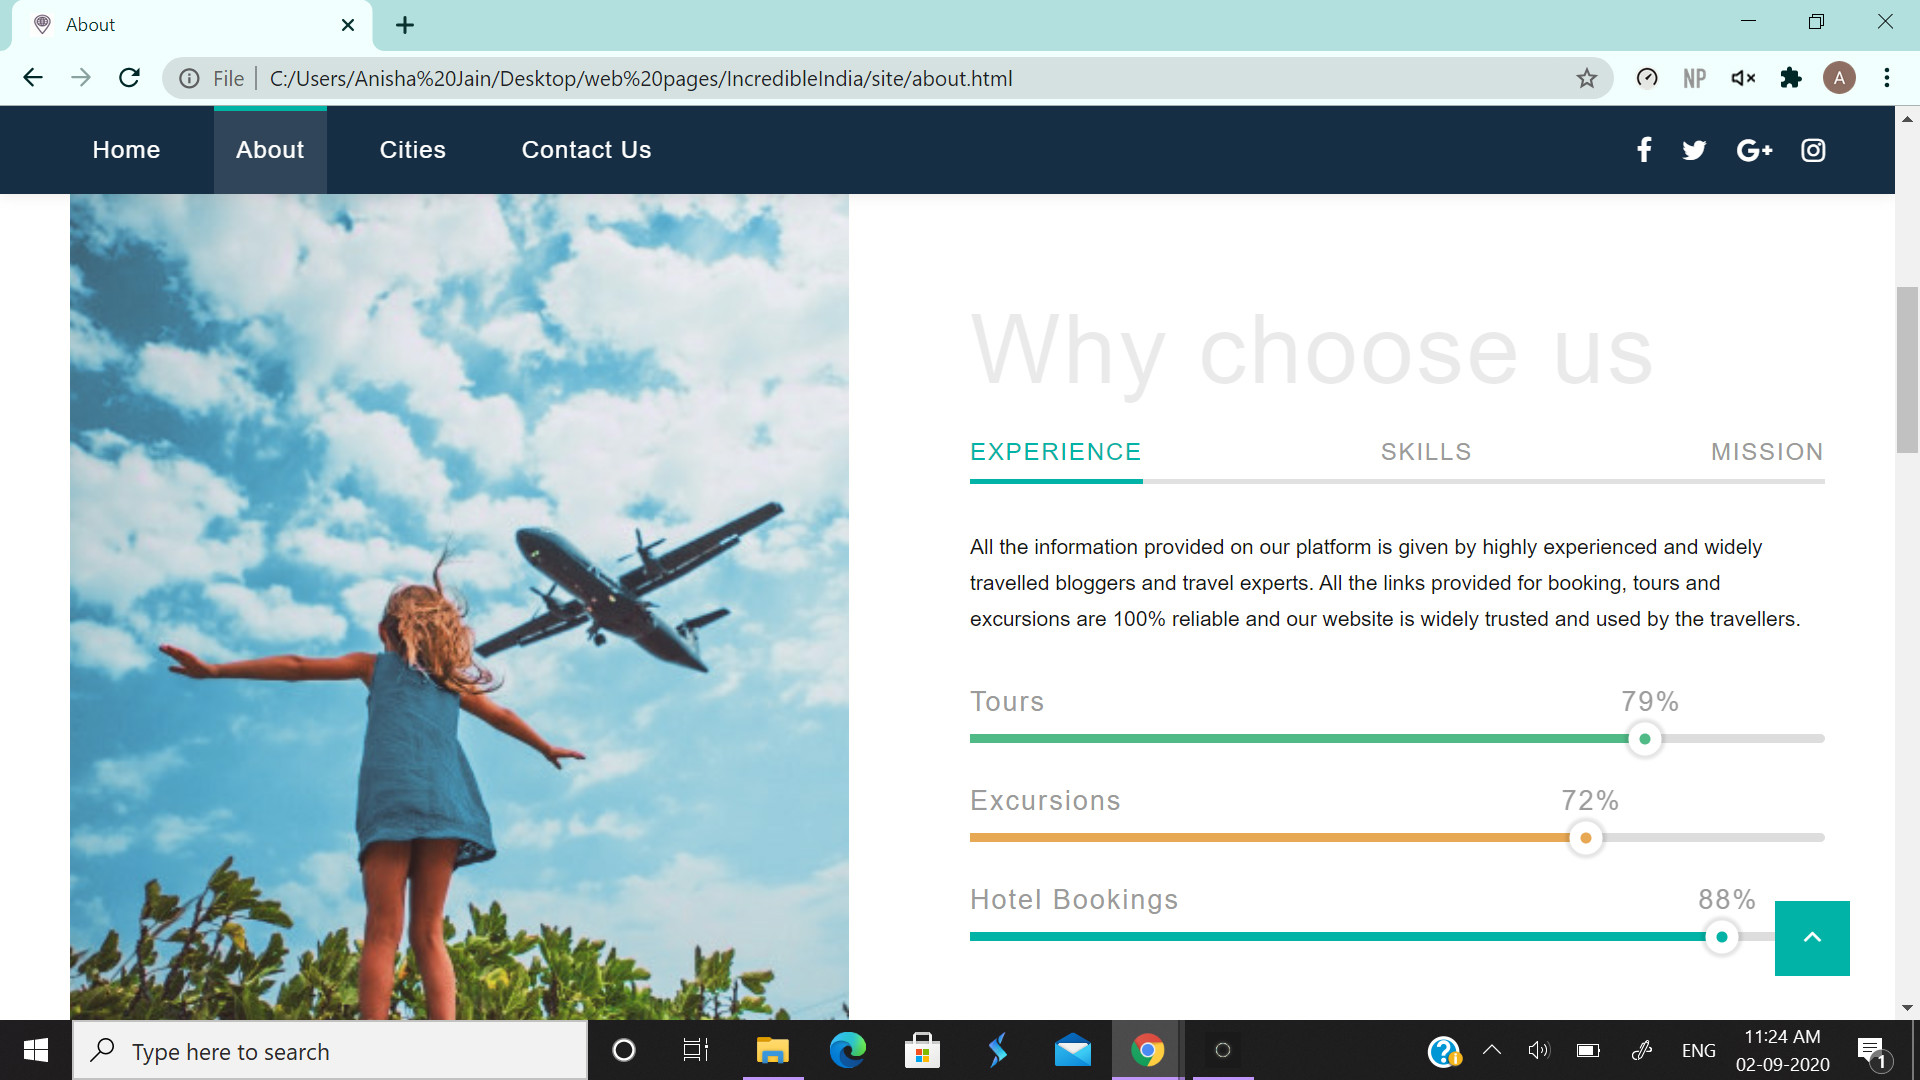 About
File
C:/Users/Anisha%20Jain/Desktop/web%20pages/IncredibleIndia/site/about.html
NP
A
Home
About
Cities
Contact Us
G+
Why choose us
EXPERIENCE
SKILLS
MISSION
All the information provided on our platform is given by highly experienced and widely
travelled bloggers and travel experts. All the links provided for booking, tours and
excursions are 100% reliable and our website is widely trusted and used by the travellers.
Tours
79%
Excursions
72%
Hotel Bookings
88%
Type here to search
ENG
11:24 AM
02-09-2020
1